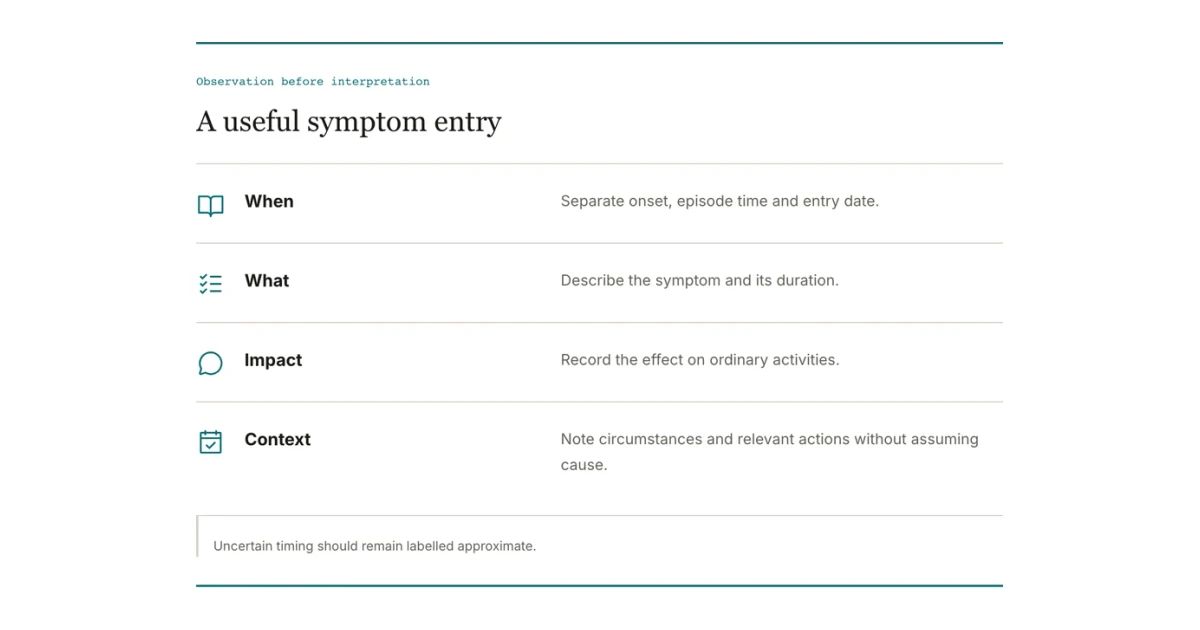 Observation before interpretation
A useful symptom entry
When
Separate onset, episode time and entry date.
What
Describe the symptom and its duration.
Impact
Record the effect on ordinary activities.
Context
Note circumstances and relevant actions without assuming
cause.
Uncertain timing should remain labelled approximate.